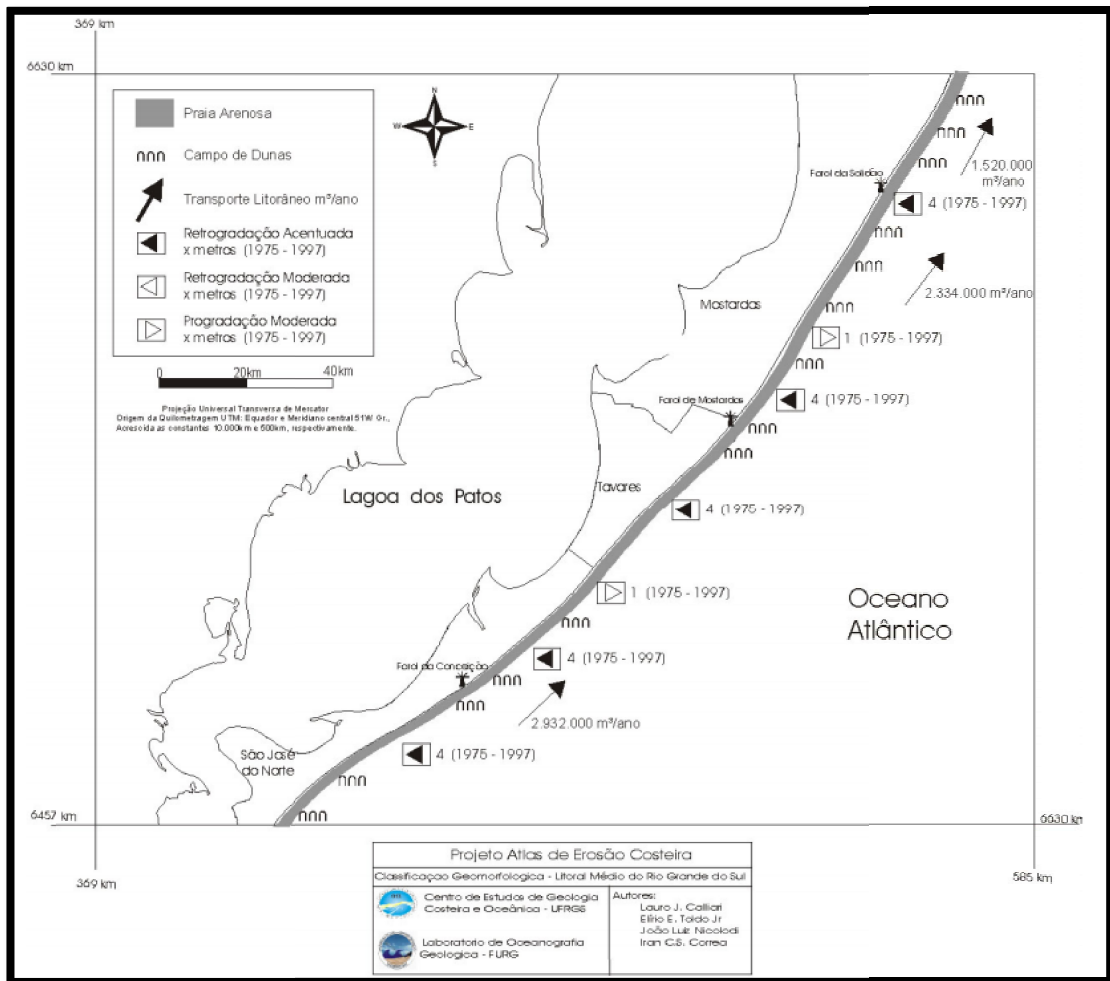 369 km
6630 km
Praia Arenosa
Campo de Dunas
Transporte Litorâneo m³/ano
Retrogradação Acentuada
x metros (1975 - 1997)
Retrogradação Moderada
x metros (1975 - 1997)
Progradação Moderada
x metros (1975 - 1997)
N
W
E
S
0
20km
40km
Projeção Universal Transversa de Mercator
Origem da Quilometragem UTM: Equador e Meridiano central 51W Gr.,
Acrescida as constantes 10.000km e 500km, respectivamente.
1.520.000
m³/ano
Farol da Solidão
4 (1975 - 1997)
2.334.000 m³/ano
Mostardas
1 (1975 - 1997)
4 (1975 - 1997)
Farol de Mostardas
Tavares
Lagoa dos Patos
4 (1975 - 1997)
1 (1975 - 1997)
Oceano
Atlântico
Farol da Conceição
4 (1975 - 1997)
2.932.000 m³/ano
São José
do Norte
4 (1975 - 1997)
6457 km
6630 km
369 km
585 km
Projeto Atlas de Erosão Costeira
Classificaçao Geomorfologica - Litoral Médio do Rio Grande do Sul
Centro de Estudos de Geologia
Costeira e Oceânica - UFRGS
Laboratorio de Oceanografia
Geologica - FURG
Autores:
Lauro J. Calliari
Elírio E. Toldo Jr
João Luiz Nicolodi
Iran C.S. Correa